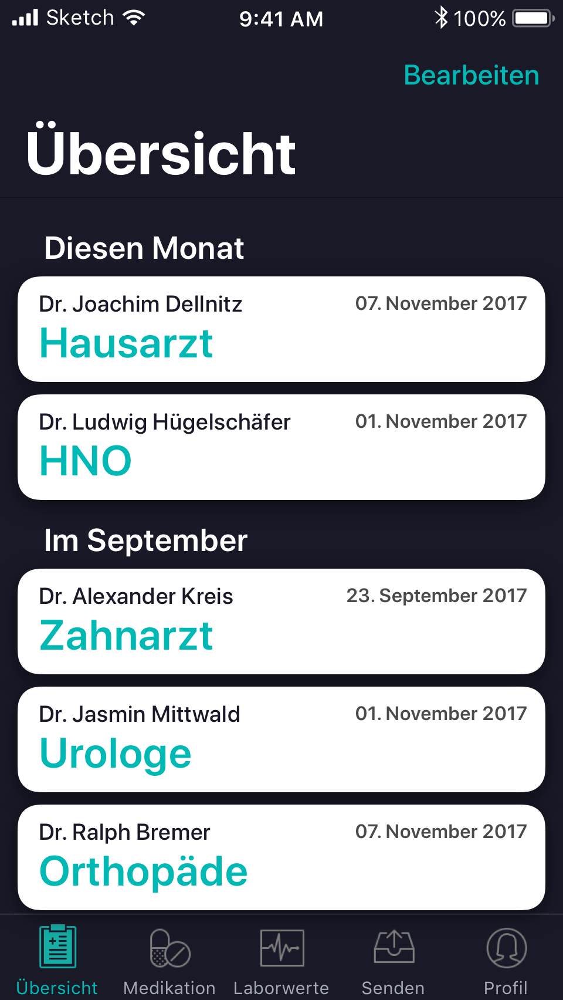 Sketch 9:41 AM 100%
Bearbeiten
Übersicht
Diesen Monat
Dr. Joachim Dellnitz 07. November 2017
Hausarzt
Dr. Ludwig Hügelschäfer 01. November 2017
HNO
Im September
Dr. Alexander Kreis 23. September 2017
Zahnarzt
Dr. Jasmin Mittwald 01. November 2017
Urologe
Dr. Ralph Bremer 07. November 2017
Orthopäde
Übersicht Medikation Laborwerte Senden Profil